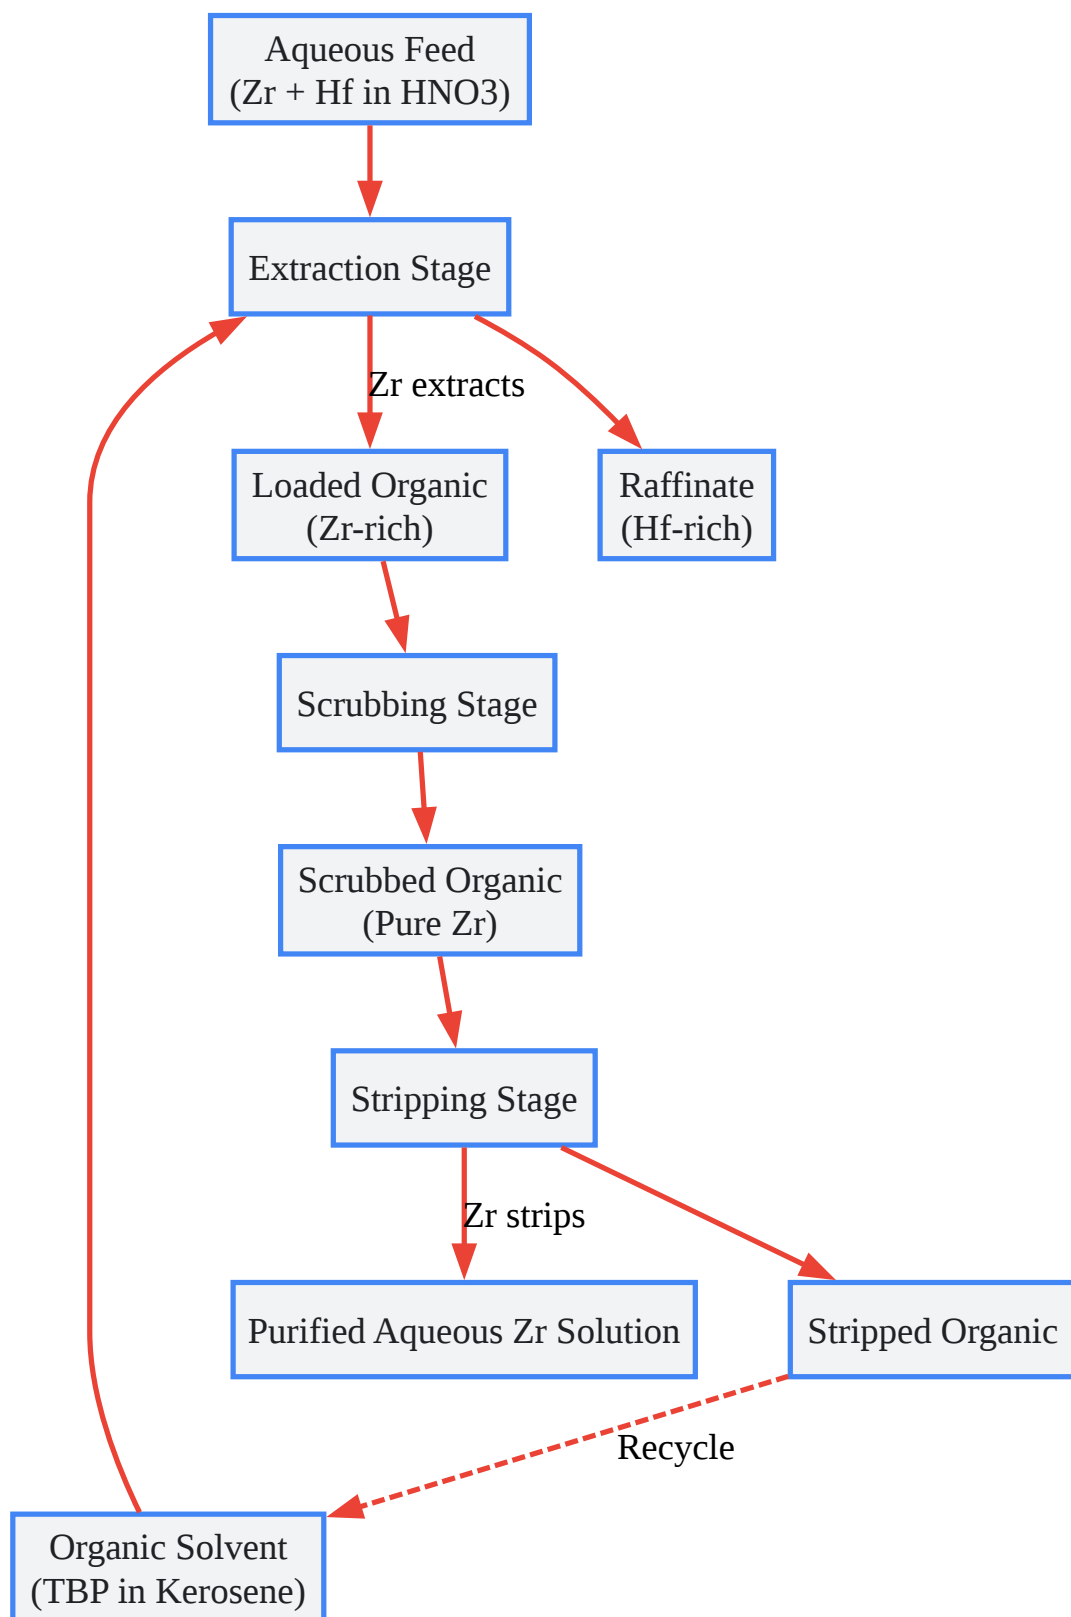 Aqueous Feed
(Zr + Hf in HNO3)
Extraction Stage
Zr extracts
Loaded Organic
(Zr-rich)
Raffinate
(Hf-rich)
Scrubbing Stage
Scrubbed Organic
(Pure Zr)
Stripping Stage
Zr strips
Purified Aqueous Zr Solution
Stripped Organic
Recycle
Organic Solvent
(TBP in Kerosene)